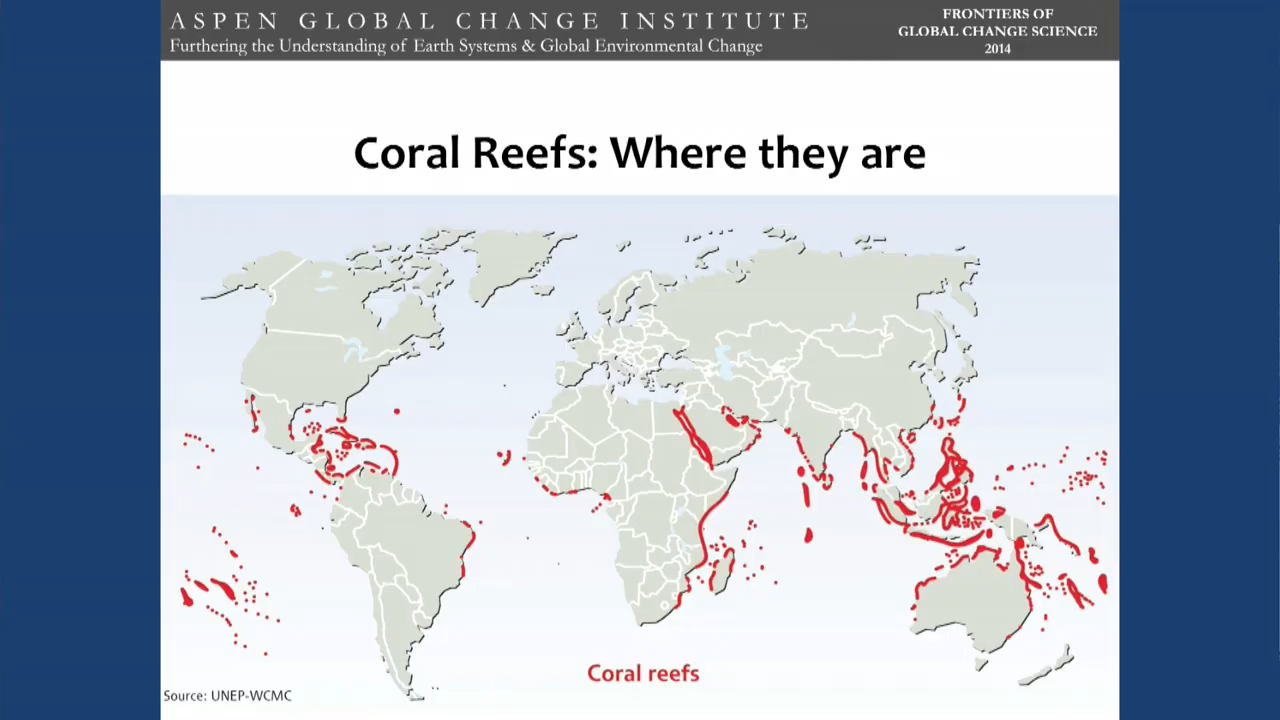 ASPEN GLOBAL CHANGE INSTITUTE
Furthering the Understanding of Earth Systems & Global Environmental Change
FRONTIERS OF
GLOBAL CHANGE SCIENCE
2014
Coral Reefs: Where they are
Coral reefs
Source: UNEP-WCMC